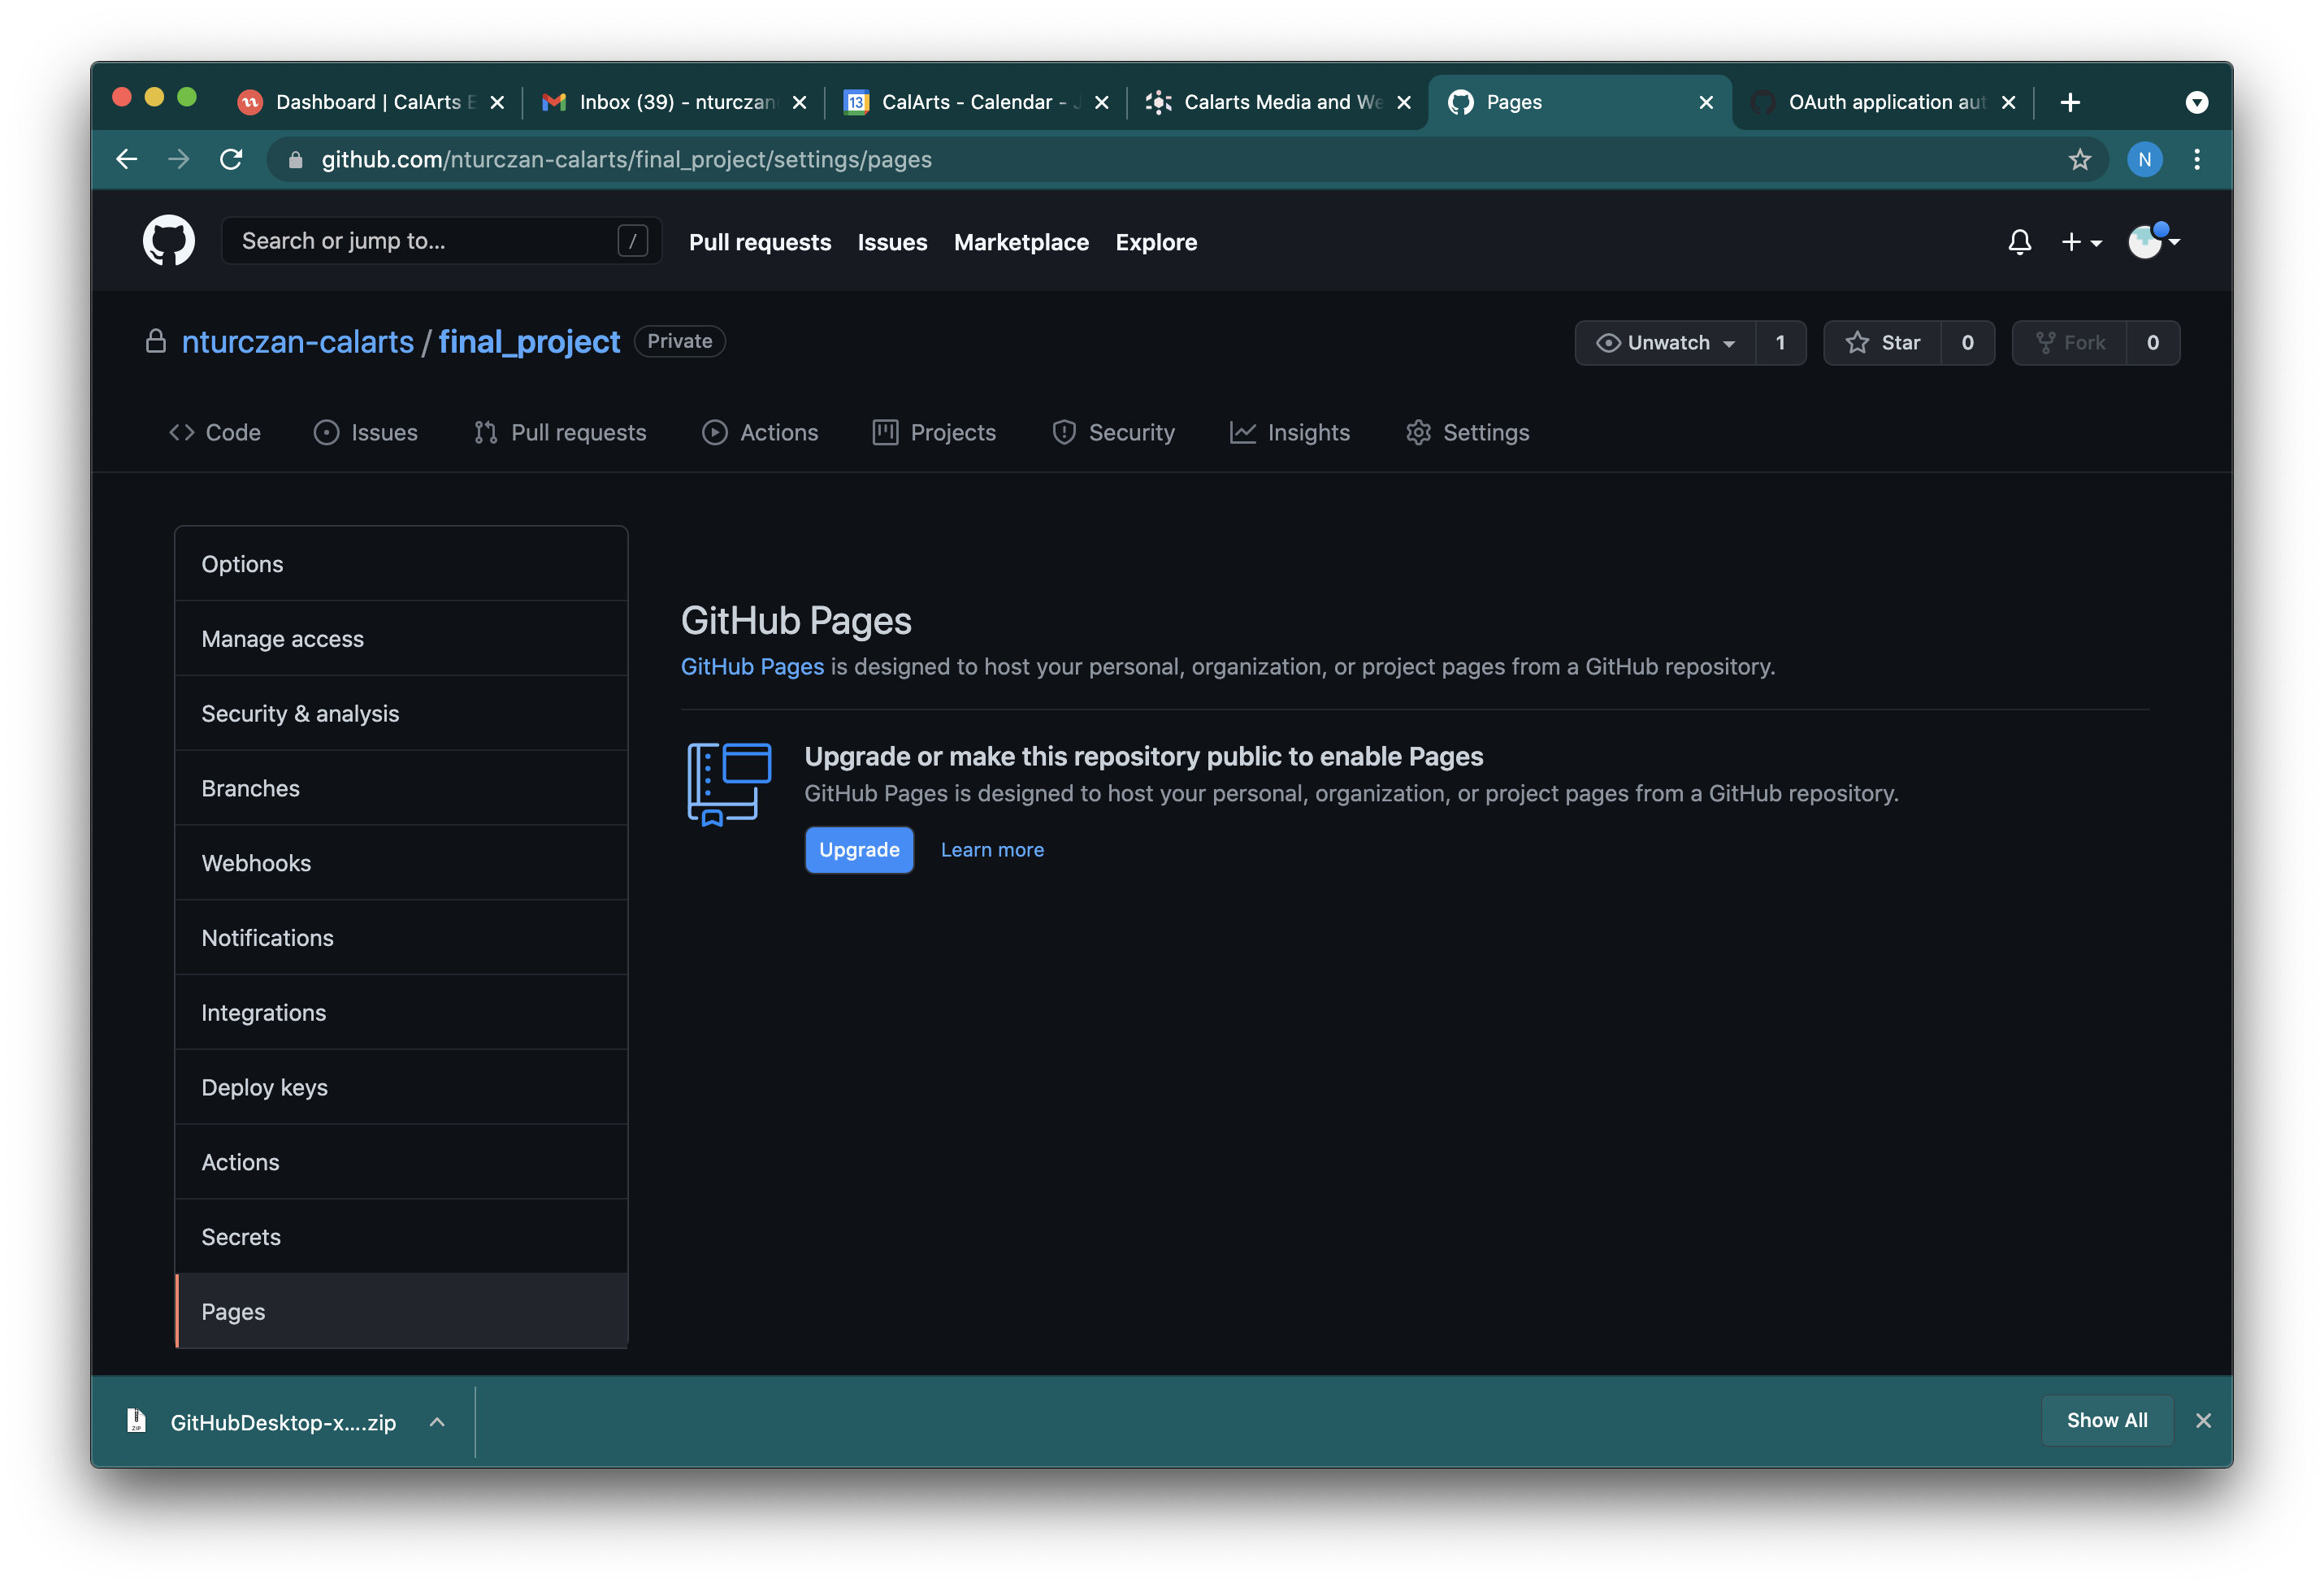 Dashboard | CalArts E
Inbox (39) - nturczan
13
CalArts - Calendar - J
Calarts Media and We
Pages
OAuth application aut
github.com/nturczan-calarts/final_project/settings/pages
N
Search or jump to...
/
Pull requests
Issues
Marketplace
Explore
nturczan-calarts / final_project
Private
Unwatch
1
Star
0
Fork
0
Code
Issues
Pull requests
Actions
Projects
Security
Insights
Settings
Options
Manage access
Security & analysis
Branches
Webhooks
Notifications
Integrations
Deploy keys
Actions
Secrets
Pages
GitHub Pages
GitHub Pages is designed to host your personal, organization, or project pages from a GitHub repository.
Upgrade or make this repository public to enable Pages
GitHub Pages is designed to host your personal, organization, or project pages from a GitHub repository.
Upgrade
Learn more
ZIP
GitHubDesktop-x....zip
Show All